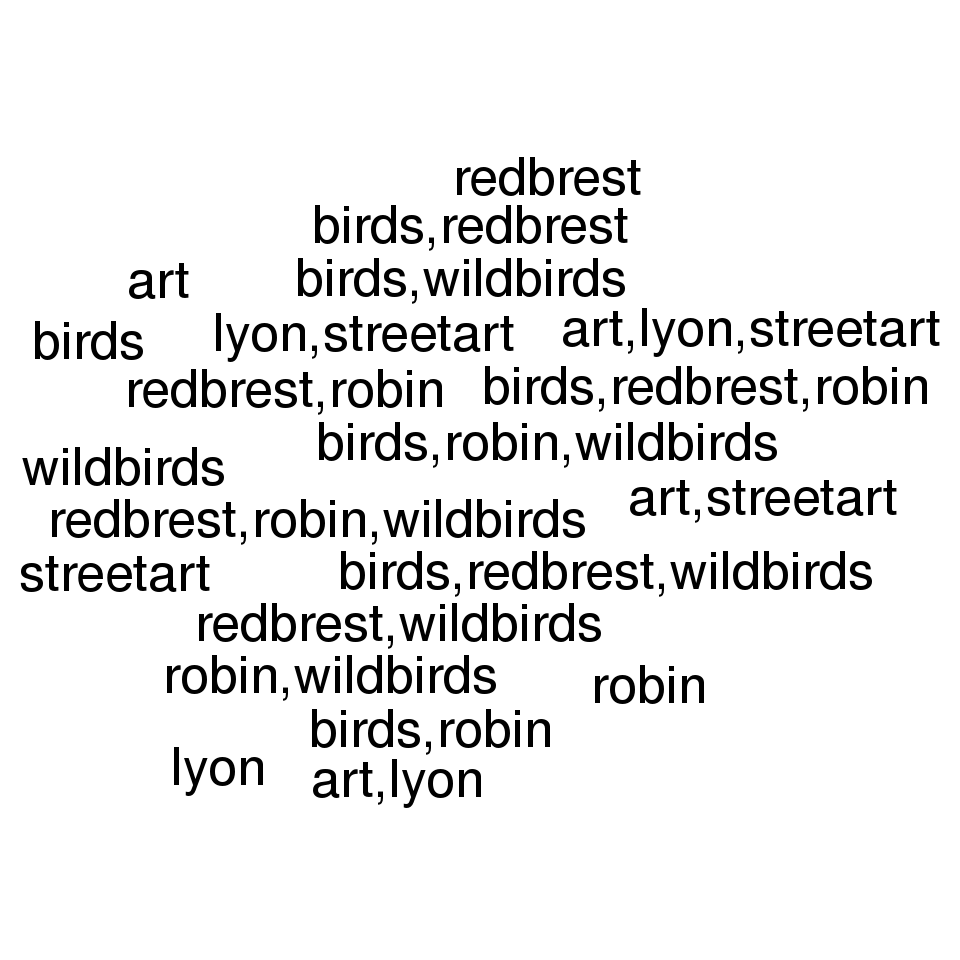 redbrest
birds,redbrest
art
birds,wildbirds
birds
lyon,streetart
art,lyon,streetart
redbrest,robin
birds,redbrest,robin
birds,robin,wildbirds
wildbirds
art,streetart
redbrest,robin,wildbirds
streetart
birds,redbrest,wildbirds
redbrest,wildbirds
robin,wildbirds
robin
birds,robin
lyon
art,lyon